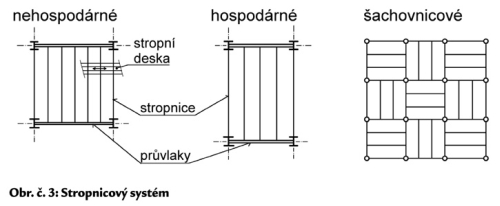 nehospodárné
hospodárné
šachovnicové
stropní
deska
stropnice
průvlaky
Obr. č. 3: Stropnicový systém